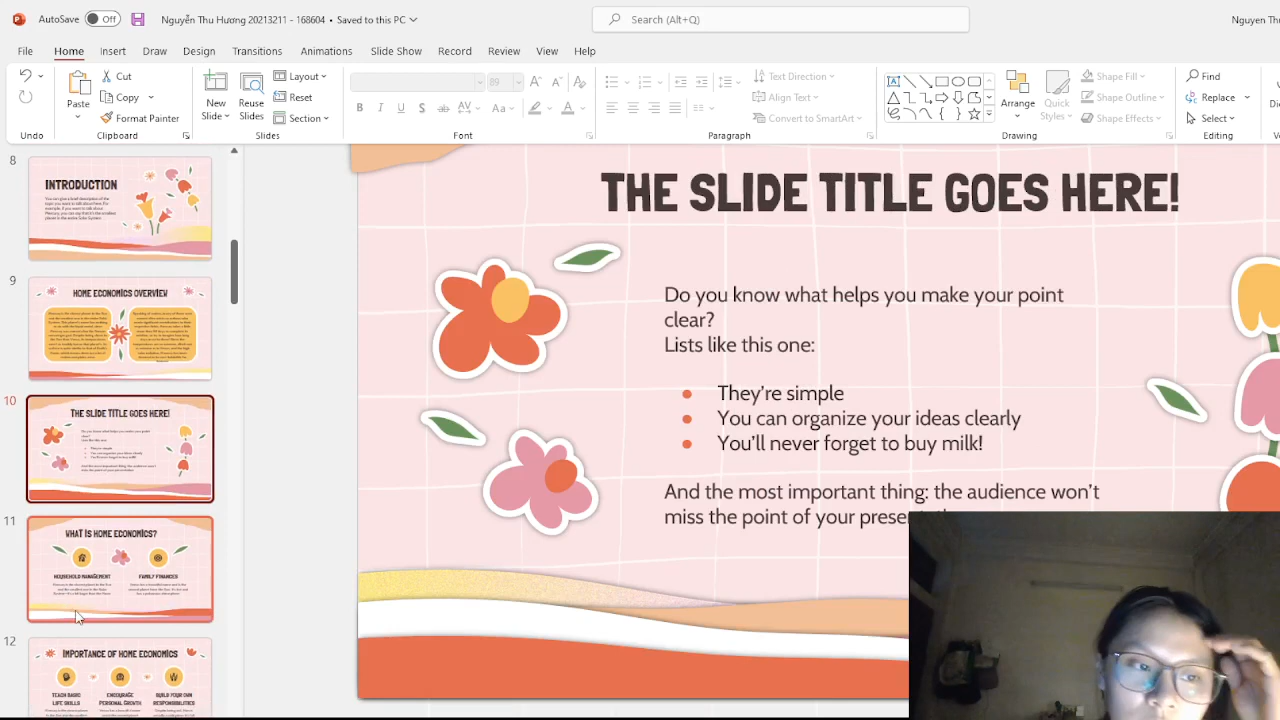 AutoSave Off Nguyễn Thu Hương 20213211 - 168604 • Saved to this PC
Search (Alt+Q)
Nguyen Thu
File Home Insert Draw Design Transitions Animations Slide Show Record Review View Help
Undo
Paste
Cut
Copy
Format Painter
Clipboard
New Slide
Reuse Slides
Layout
Reset
Section
Slides
89
Font
Text Direction
Align Text
Convert to SmartArt
Paragraph
Arrange
Quick Styles
Shape Fill
Shape Outline
Shape Effects
Drawing
Find
Replace
Select
Editing
8
INTRODUCTION
9
HOME ECONOMICS OVERVIEW
10
THE SLIDE TITLE GOES HERE!
11
WHAT IS HOME ECONOMICS?
HOUSEHOLD MANAGEMENT
FAMILY FINANCES
12
IMPORTANCE OF HOME ECONOMICS
TEACH BASIC
LIFE SKILLS
ENCOURAGE
PERSONAL GROWTH
BUILD YOUR OWN
RESPONSIBILITIES
THE SLIDE TITLE GOES HERE!
Do you know what helps you make your point
clear?
Lists like this one:
● They’re simple
● You can organize your ideas clearly
● You’ll never forget to buy milk!
And the most important thing: the audience won’t
miss the point of your